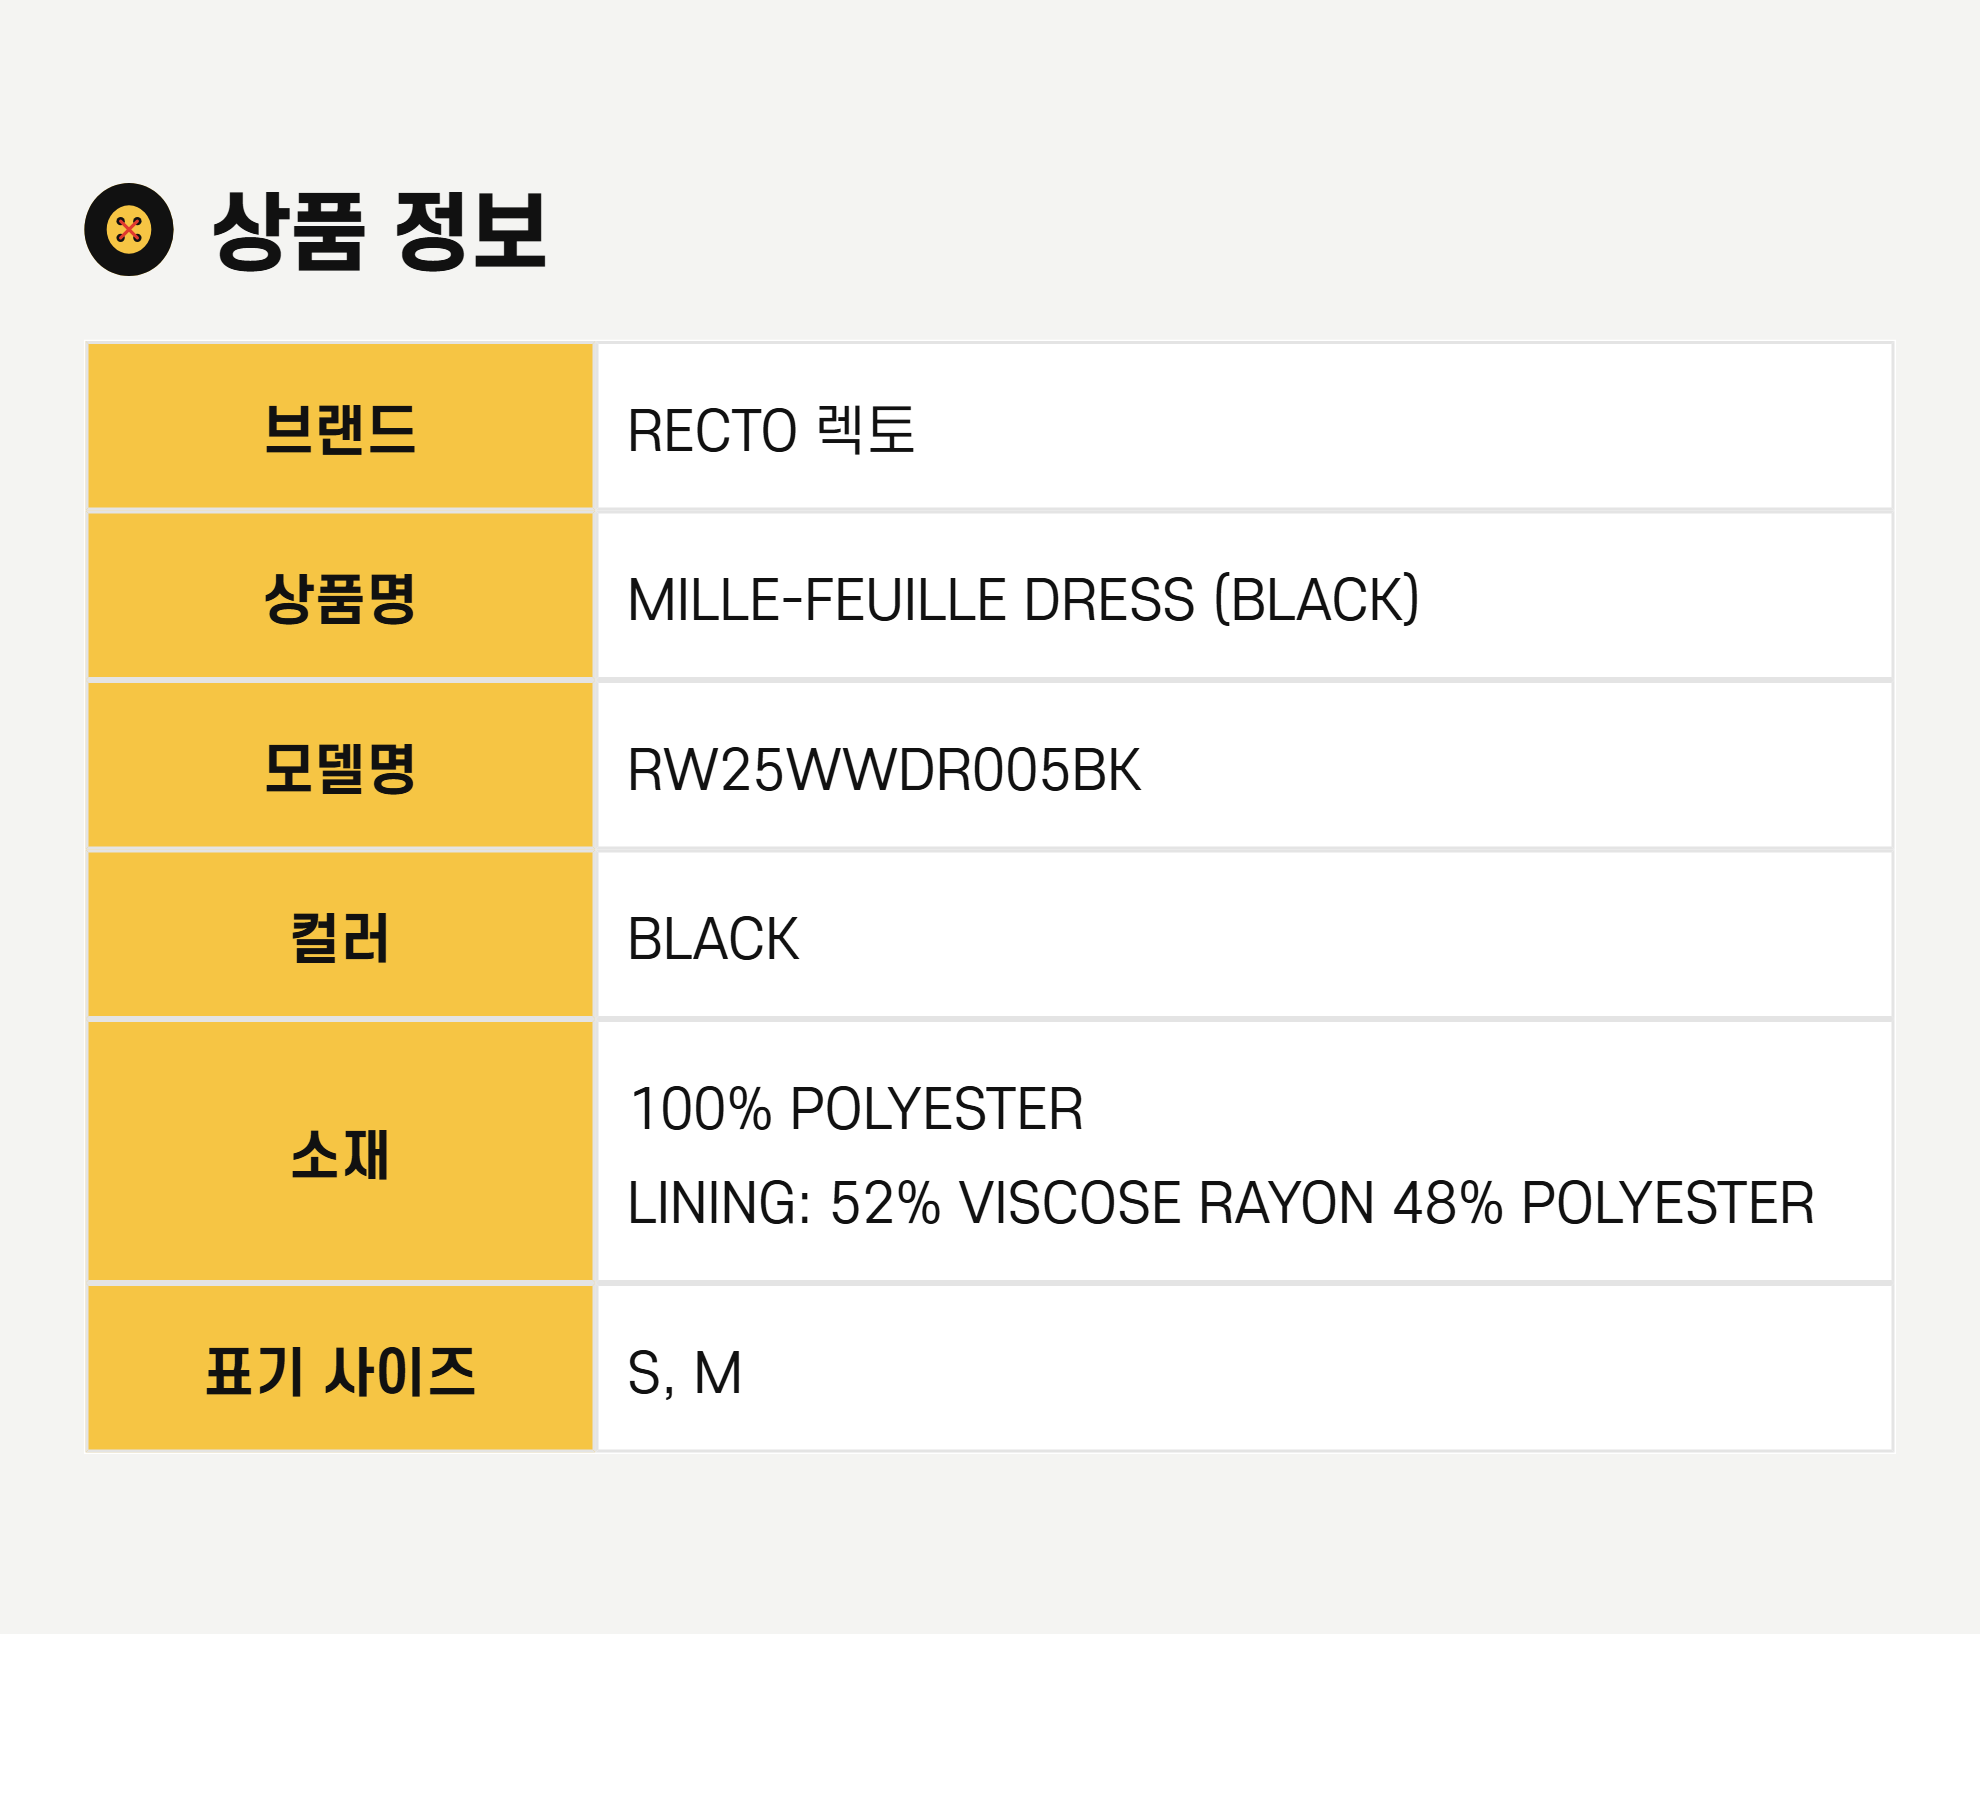 상품 정보
브랜드
RECTO 렉토
상품명
MILLE-FEUILLE DRESS (BLACK)
모델명
RW25WWDR005BK
컬러
BLACK
소재
100% POLYESTER
LINING: 52% VISCOSE RAYON 48% POLYESTER
표기 사이즈
S, M